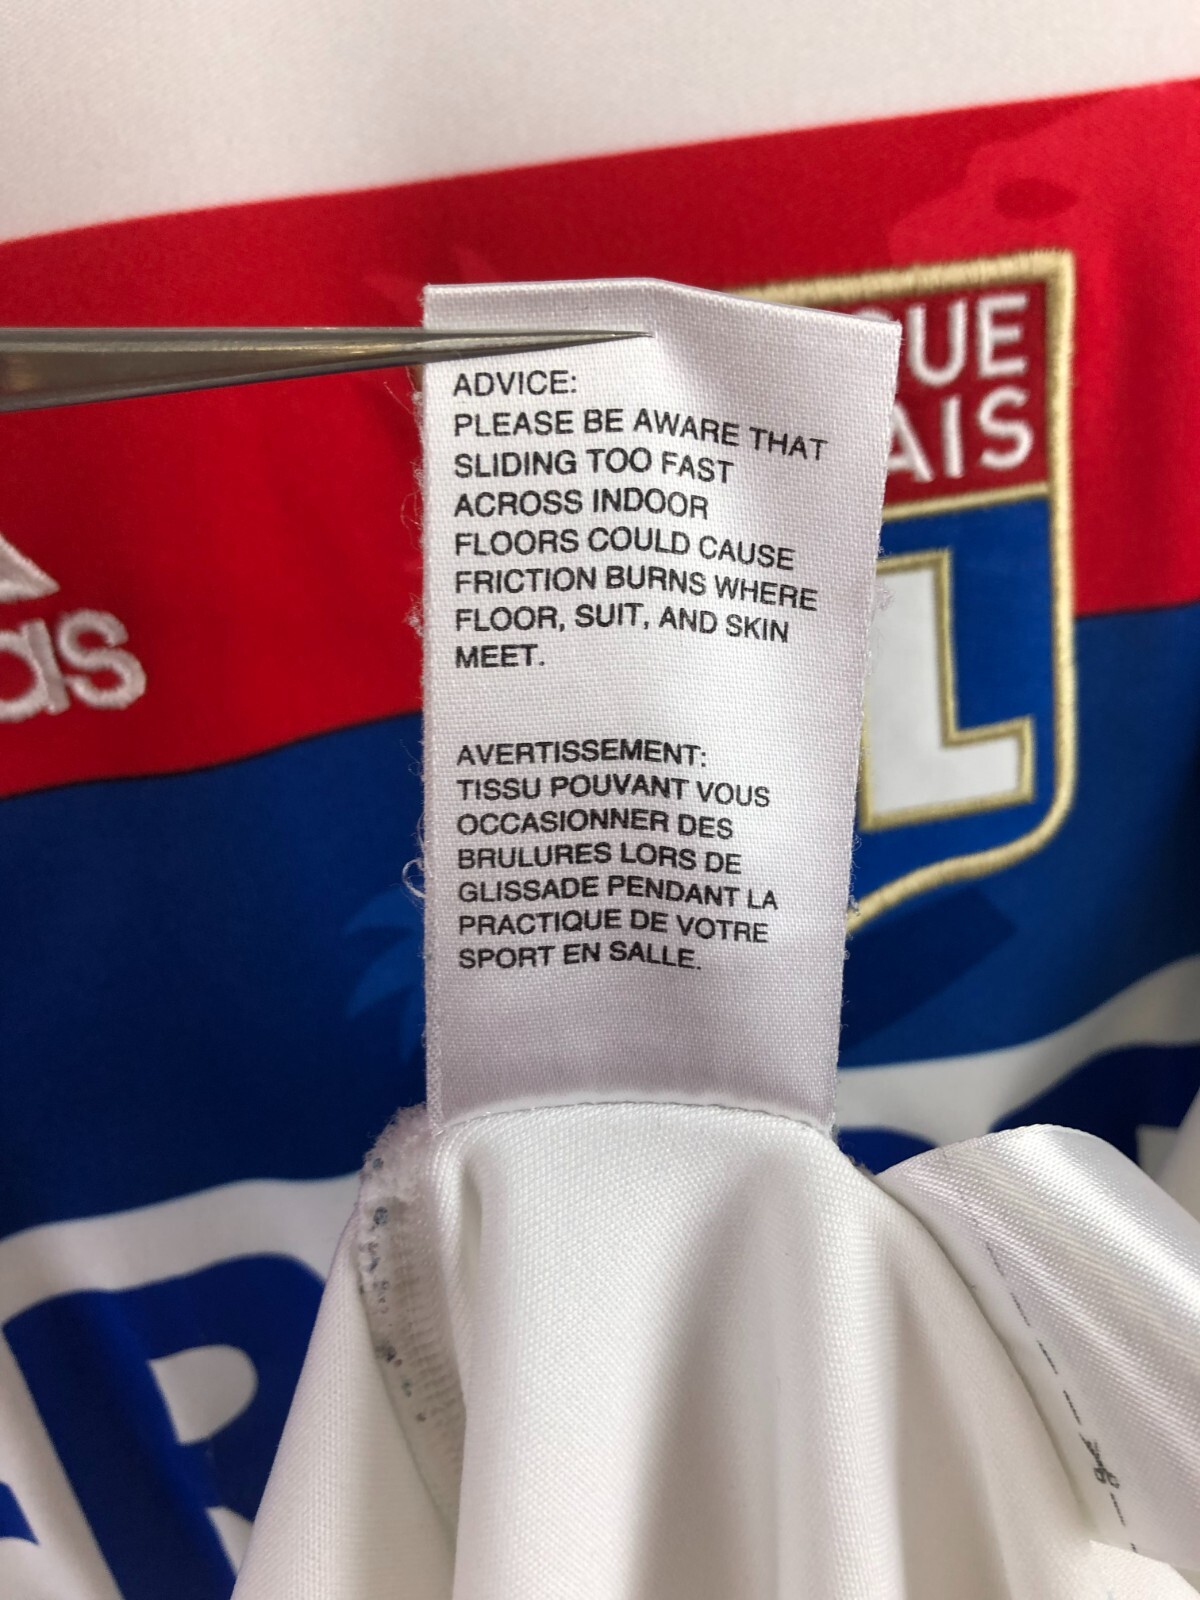 ADVICE:
PLEASE BE AWARE THAT
SLIDING TOO FAST
ACROSS INDOOR
FLOORS COULD CAUSE
FRICTION BURNS WHERE
FLOOR, SUIT, AND SKIN
MEET.
AVERTISSEMENT:
TISSU POUVANT VOUS
OCCASIONNER DES
BRULURES LORS DE
GLISSADE PENDANT LA
PRACTIQUE DE VOTRE
SPORT EN SALLE.